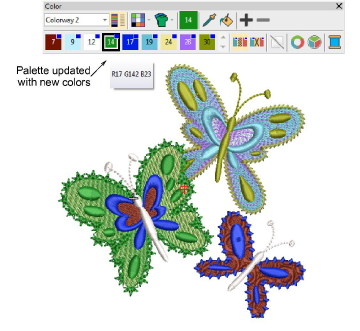 Color
Colorway 2
14
7 9 12 14 17 19 24 26 30
Palette updated
with new colors
R17 G142 B23